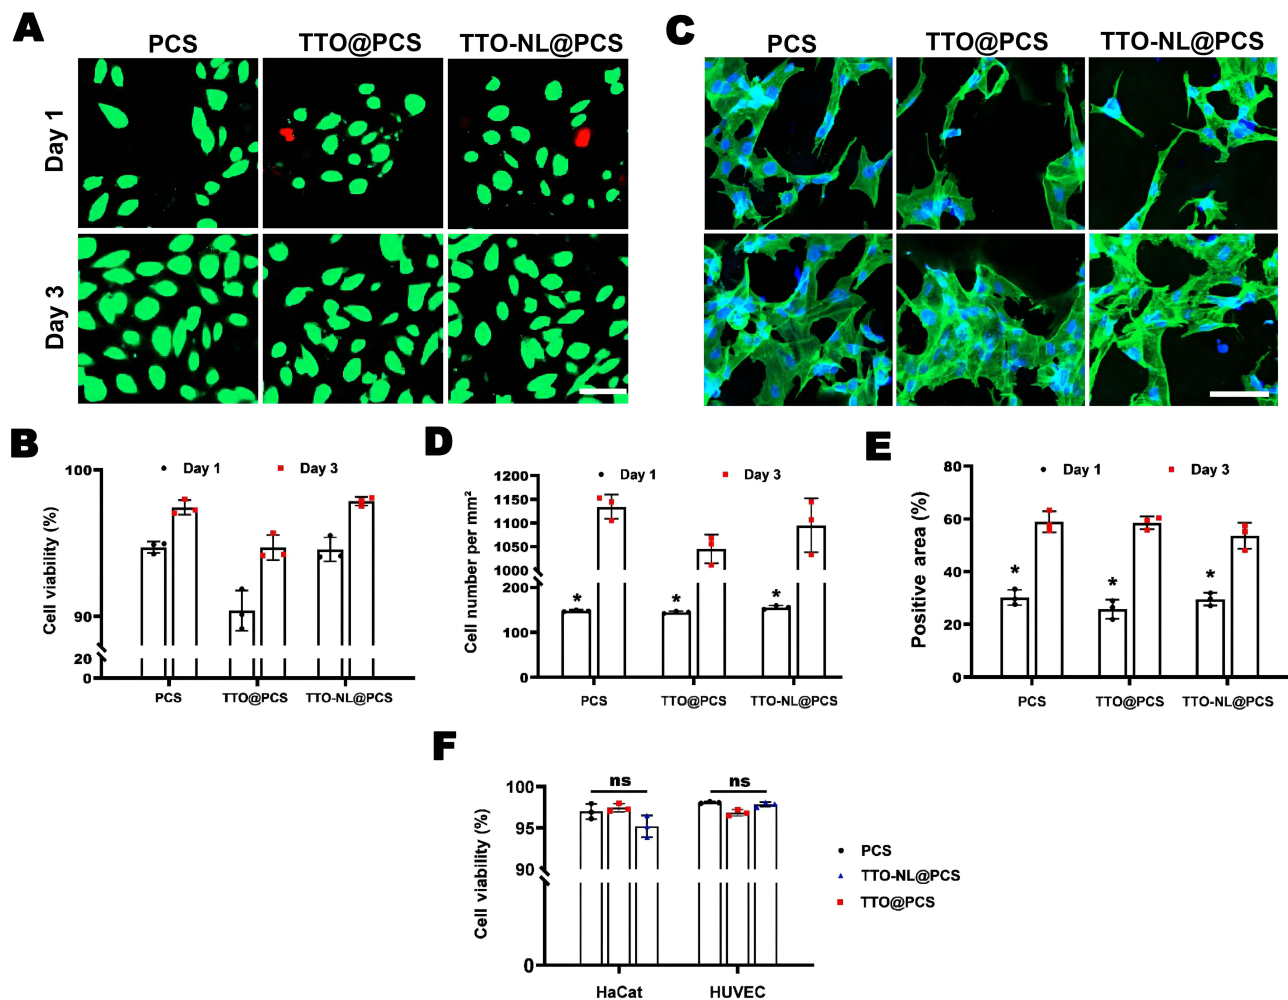 A
PCS TTO@PCS TTO-NL@PCS
Day 1
Day 3
C
PCS TTO@PCS TTO-NL@PCS
B
Day 1 Day 3
Cell viability (%)
100
90
20
0
PCS TTO@PCS TTO-NL@PCS
D
Day 1 Day 3
Cell number per mm²
1200
1150
1100
1050
1000
200
100
0
* * *
PCS TTO@PCS TTO-NL@PCS
E
Day 1 Day 3
Positive area (%)
80
60
40
20
0
* * *
PCS TTO@PCS TTO-NL@PCS
F
Cell viability (%)
100
95
90
0
ns ns
HaCat HUVEC
PCS
TTO-NL@PCS
TTO@PCS